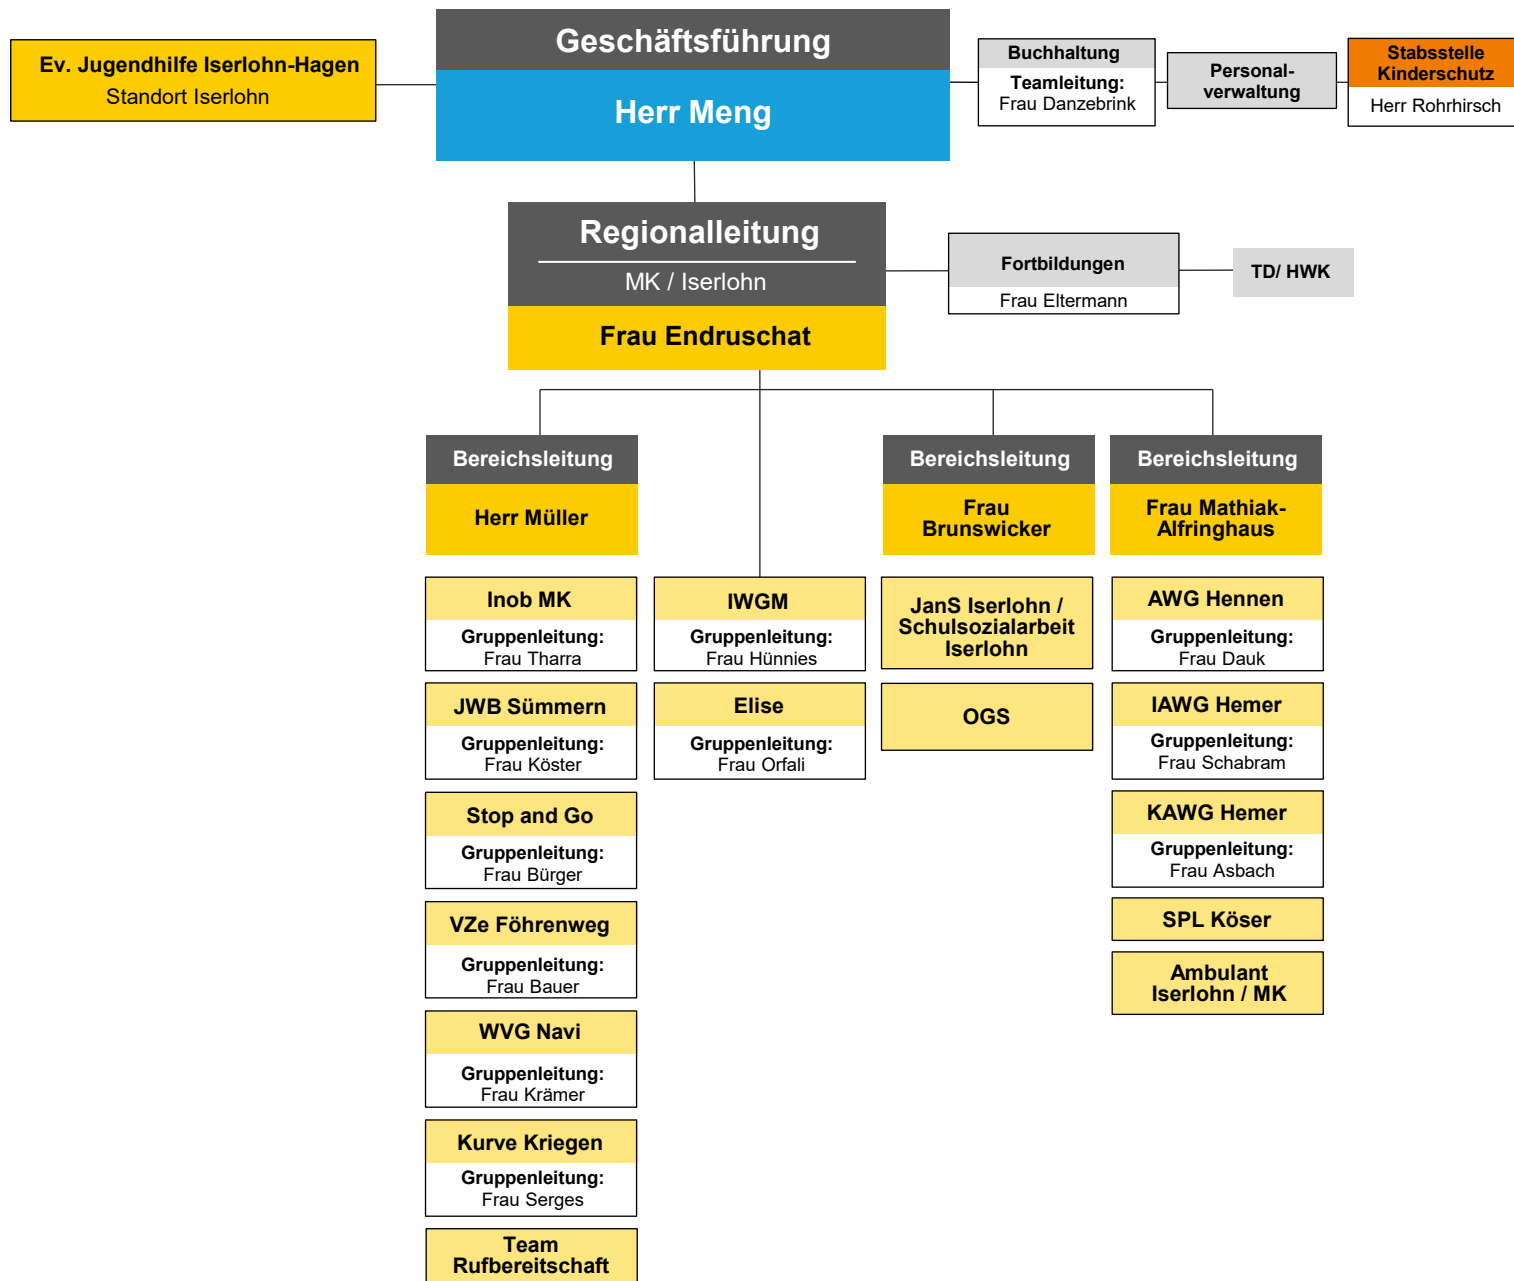 Ev. Jugendhilfe Iserlohn-Hagen
Standort Iserlohn
Geschäftsführung
Herr Meng
Buchhaltung
Teamleitung:
Frau Danzebrink
Personal-
verwaltung
Stabsstelle
Kinderschutz
Herr Rohrhirsch
Regionalleitung
MK / Iserlohn
Frau Endruschat
Fortbildungen
Frau Eltermann
TD/ HWK
Bereichsleitung
Herr Müller
Inob MK
Gruppenleitung:
Frau Tharra
JWB Sümmern
Gruppenleitung:
Frau Köster
Stop and Go
Gruppenleitung:
Frau Bürger
VZe Föhrenweg
Gruppenleitung:
Frau Bauer
WVG Navi
Gruppenleitung:
Frau Krämer
Kurve Kriegen
Gruppenleitung:
Frau Serges
Team
Rufbereitschaft
IWGM
Gruppenleitung:
Frau Hünnies
Elise
Gruppenleitung:
Frau Orfali
Bereichsleitung
Frau
Brunswicker
JanS Iserlohn /
Schulsozialarbeit
Iserlohn
OGS
Bereichsleitung
Frau Mathiak-
Alfringhaus
AWG Hennen
Gruppenleitung:
Frau Dauk
IAWG Hemer
Gruppenleitung:
Frau Schabram
KAWG Hemer
Gruppenleitung:
Frau Asbach
SPL Köser
Ambulant
Iserlohn / MK